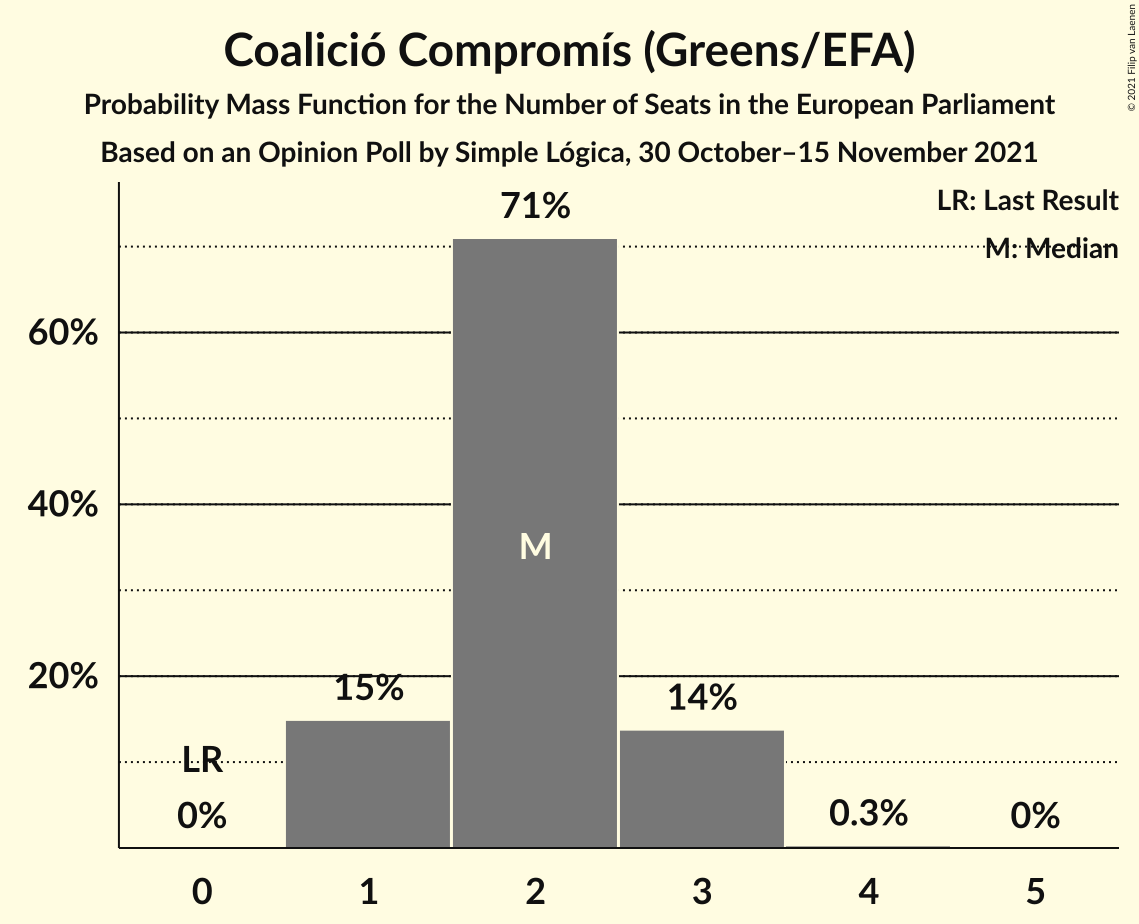 Coalició Compromís (Greens/EFA)
Probability Mass Function for the Number of Seats in the European Parliament
Based on an Opinion Poll by Simple Lógica, 30 October–15 November 2021
© 2021 Filip van Laenen
LR: Last Result
M: Median
71%
60%
40%
M
20%
15%
14%
LR
0%
0.3%
0%
0 1 2 3 4 5